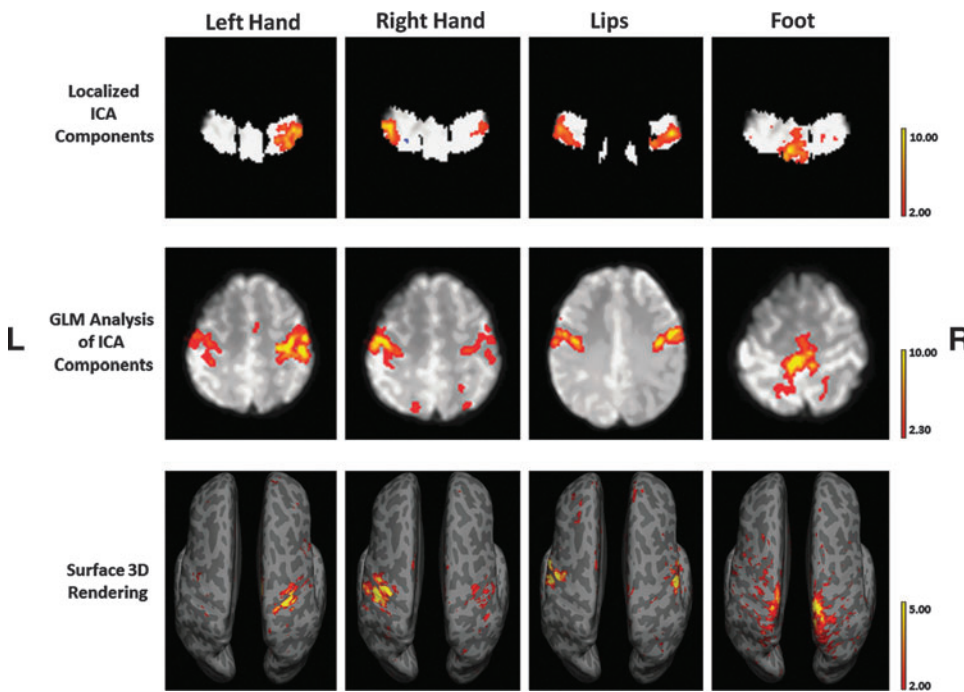 Left Hand Right Hand Lips Foot
Localized
ICA
Components
10.00
2.00
L
GLM Analysis
of ICA
Components
R
10.00
2.30
Surface 3D
Rendering
5.00
2.00